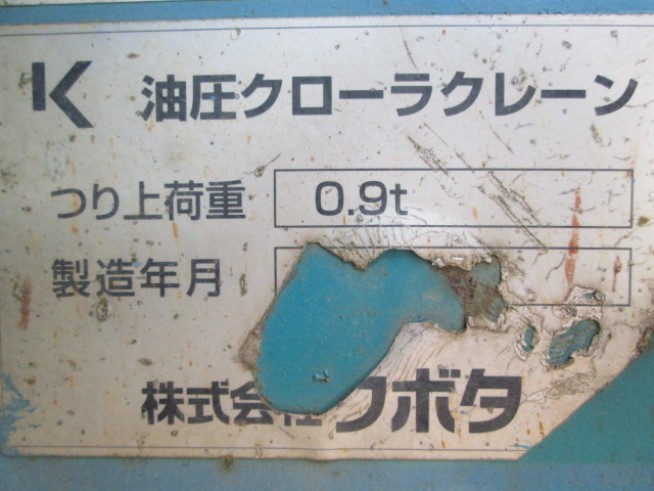 K 油圧クローラクレーン
つり上荷重 0.9t
製造年月
株式会社クボタ